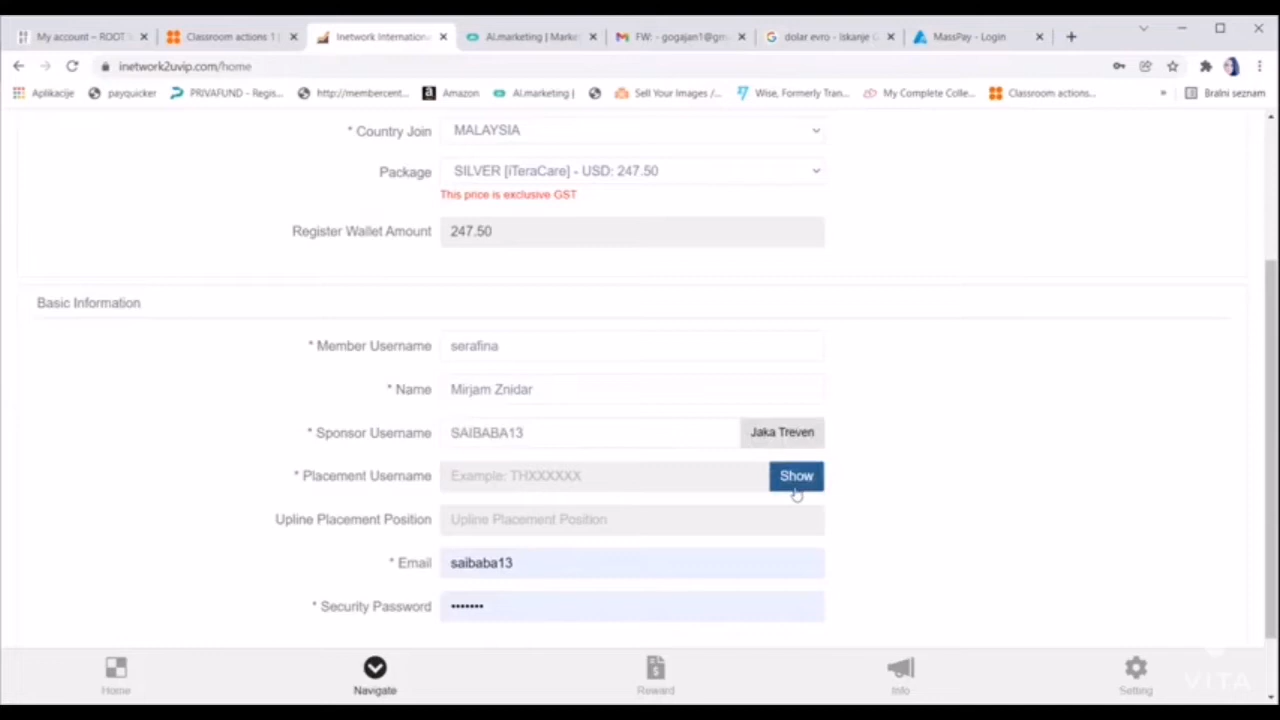 My account – ROOT
Classroom actions 1 |
Inetwork Internationa
AI.marketing | Marke
FW: - gogajan1@gm
dolar evro - Iskanje G
MassPay - Login
inetwork2uvip.com/home
Aplikacije
payquicker
PRIVAFUND - Regis...
http://membercent...
Amazon
AI.marketing |
Sell Your Images /...
Wise, Formerly Tran...
My Complete Colle...
Classroom actions...
»
Bralni seznam
* Country Join
MALAYSIA
Package
SILVER [iTeraCare] - USD: 247.50
This price is exclusive GST
Register Wallet Amount
247.50
Basic Information
* Member Username
serafina
* Name
Mirjam Znidar
* Sponsor Username
SAIBABA13
Jaka Treven
* Placement Username
Example: THXXXXXX
Show
Upline Placement Position
Upline Placement Position
* Email
saibaba13
* Security Password
•••••••
Home
Navigate
Reward
Info
Setting
VITA